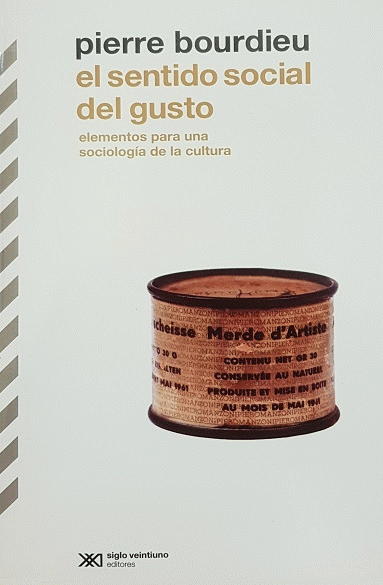 pierre bourdieu
el sentido social
del gusto
elementos para una
sociología de la cultura
Merde d'Artiste
CONTENU NET GR 30
CONSERVÉE AU NATUREL
PRODUITE ET MISE EN BOITE
AU MOIS DE MAI 1961
siglo veintiuno
editores